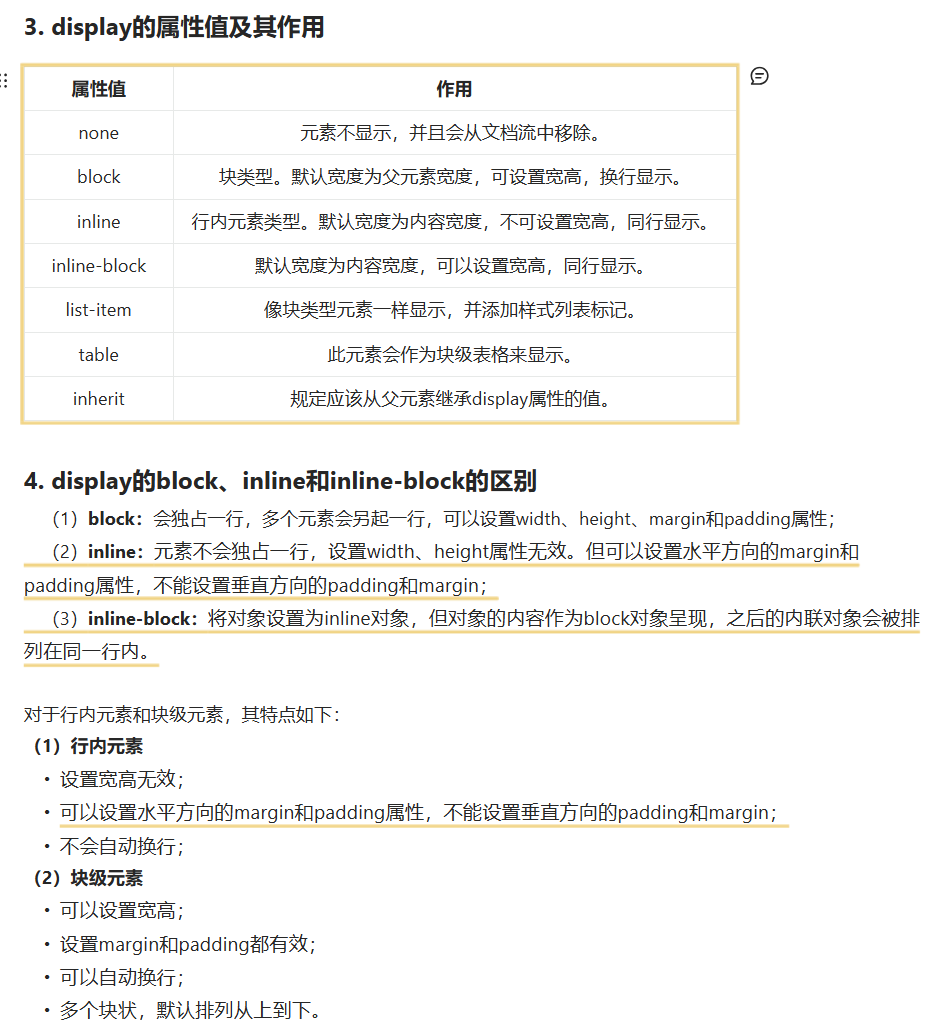 3. display的属性值及其作用
属性值 作用
none 元素不显示，并且会从文档流中移除。
block 块类型。默认宽度为父元素宽度，可设置宽高，换行显示。
inline 行内元素类型。默认宽度为内容宽度，不可设置宽高，同行显示。
inline-block 默认宽度为内容宽度，可以设置宽高，同行显示。
list-item 像块类型元素一样显示，并添加样式列表标记。
table 此元素会作为块级表格来显示。
inherit 规定应该从父元素继承display属性的值。
4. display的block、inline和inline-block的区别
（1）block：会独占一行，多个元素会另起一行，可以设置width、height、margin和padding属性；
（2）inline：元素不会独占一行，设置width、height属性无效。但可以设置水平方向的margin和
padding属性，不能设置垂直方向的padding和margin；
（3）inline-block：将对象设置为inline对象，但对象的内容作为block对象呈现，之后的内联对象会被排
列在同一行内。
对于行内元素和块级元素，其特点如下：
（1）行内元素
• 设置宽高无效；
• 可以设置水平方向的margin和padding属性，不能设置垂直方向的padding和margin；
• 不会自动换行；
（2）块级元素
• 可以设置宽高；
• 设置margin和padding都有效；
• 可以自动换行；
• 多个块状，默认排列从上到下。